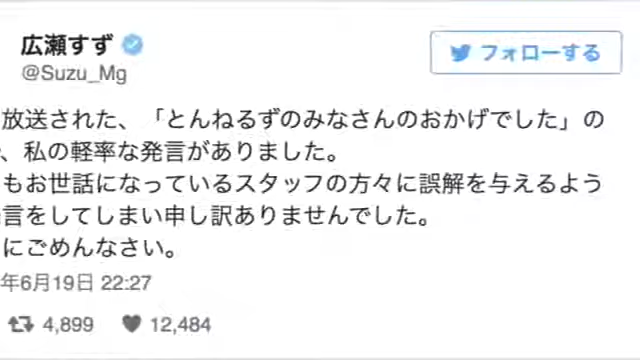 広瀬すず
@Suzu_Mg
フォローする
放送された、「とんねるずのみなさんのおかげでした」の
、私の軽率な発言がありました。
もお世話になっているスタッフの方々に誤解を与えるよう
言をしてしまい申し訳ありませんでした。
にごめんなさい。
年6月19日 22:27
4,899 12,484